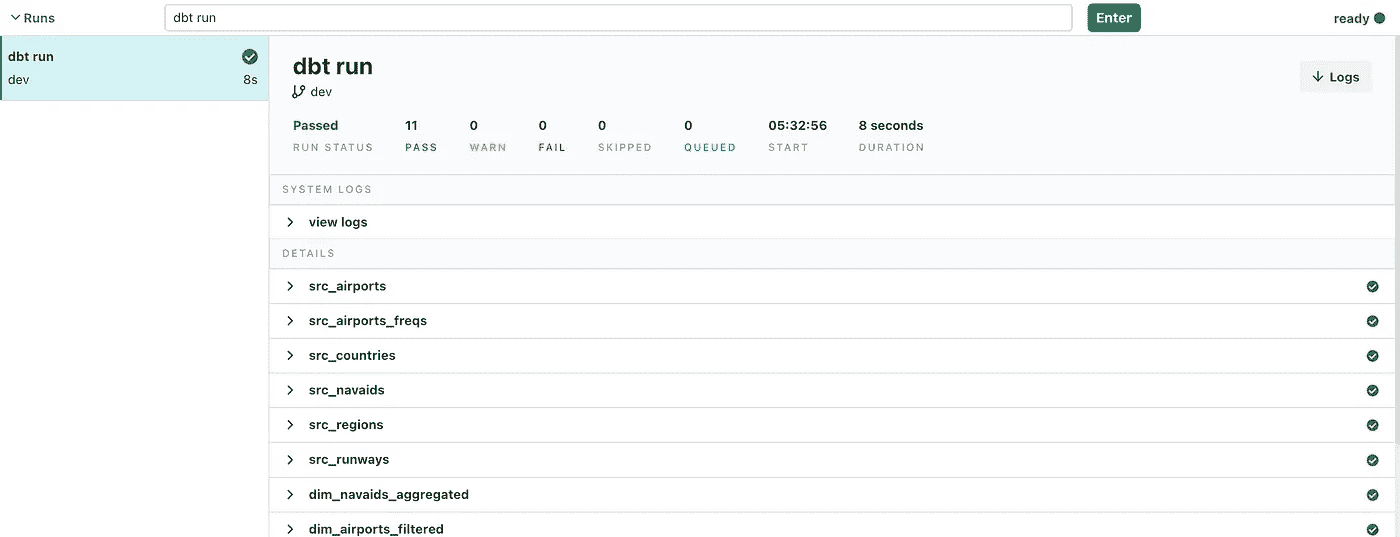 Runs
dbt run
Enter
ready
dbt run
dev 8s
dbt run
dev
Logs
Passed 11 0 0 0 0 05:32:56 8 seconds
RUN STATUS PASS WARN FAIL SKIPPED QUEUED START DURATION
SYSTEM LOGS
view logs
DETAILS
src_airports
src_airports_freqs
src_countries
src_navaids
src_regions
src_runways
dim_navaids_aggregated
dim_airports_filtered